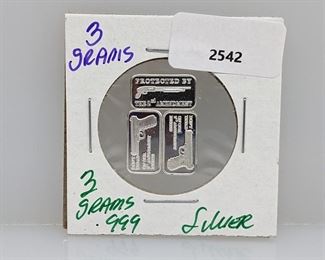 3
GRAMS
2542
PROTECTED BY
THE 2ND AMENDMENT
3
GRAMS
.999
SILVER